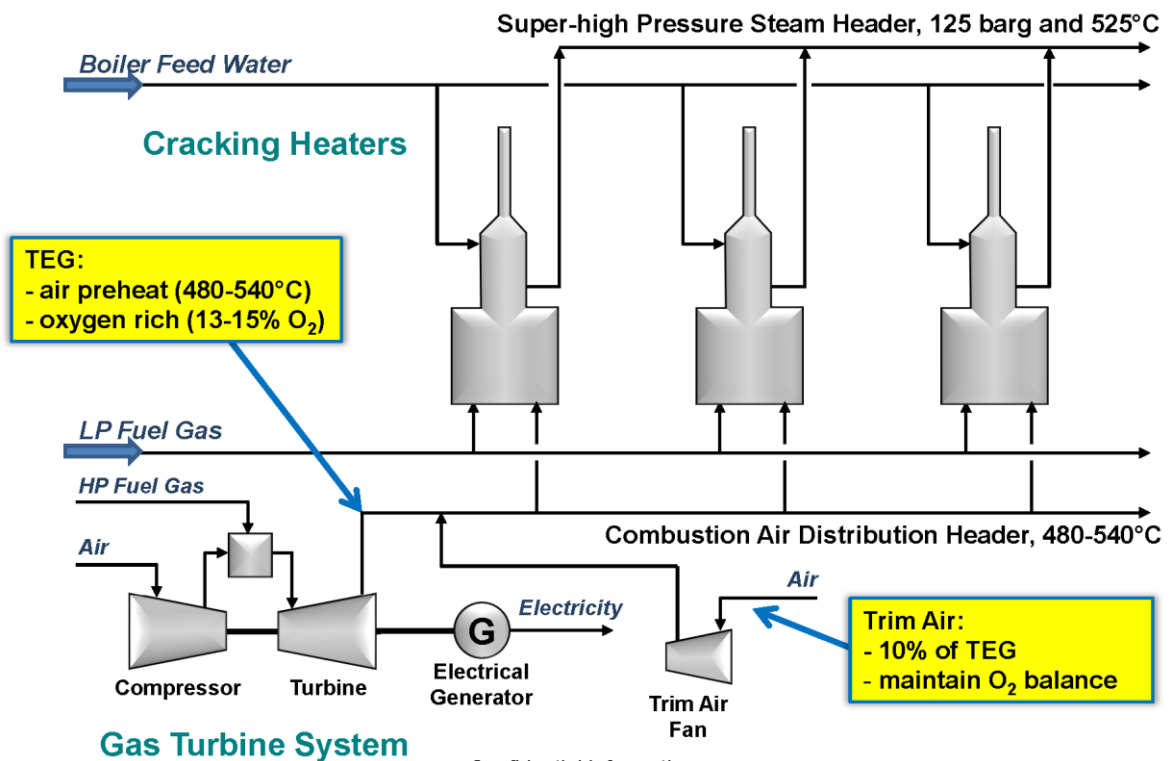 Super-high Pressure Steam Header, 125 barg and 525°C
Boiler Feed Water
Cracking Heaters
TEG:
- air preheat (480-540°C)
- oxygen rich (13-15% O₂)
LP Fuel Gas
HP Fuel Gas
Combustion Air Distribution Header, 480-540°C
Air
Air
Electricity
G
Trim Air:
- 10% of TEG
- maintain O₂ balance
Compressor
Turbine
Electrical
Generator
Trim Air
Fan
Gas Turbine System